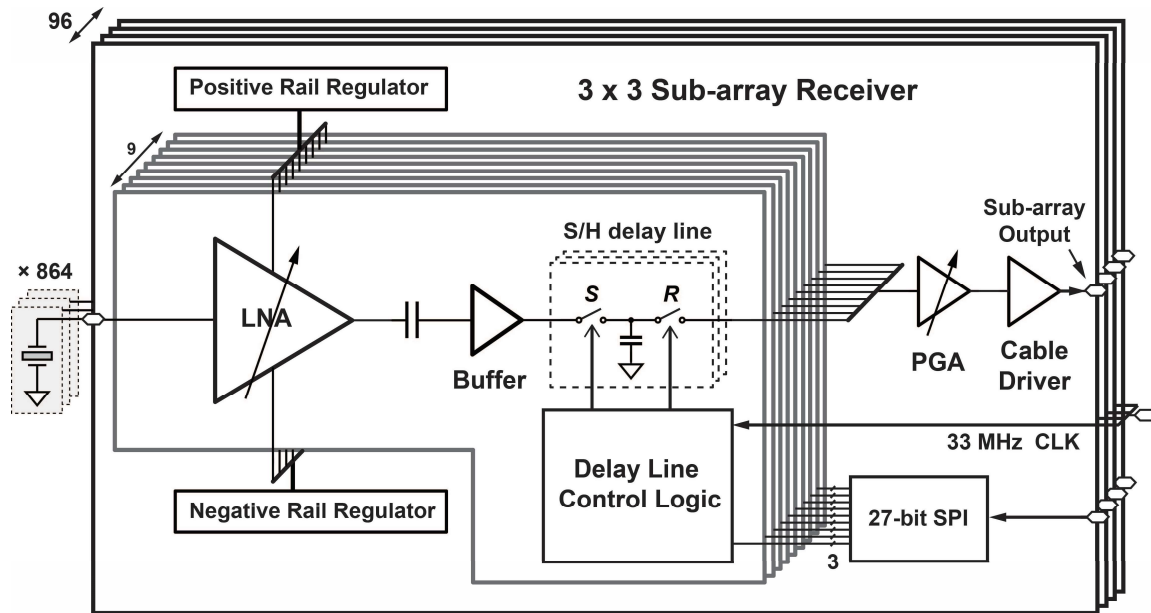 96
Positive Rail Regulator
3 x 3 Sub-array Receiver
9
Sub-array
Output
S/H delay line
× 864
S
R
LNA
Buffer
PGA
Cable
Driver
33 MHz CLK
Delay Line
Control Logic
Negative Rail Regulator
27-bit SPI
3